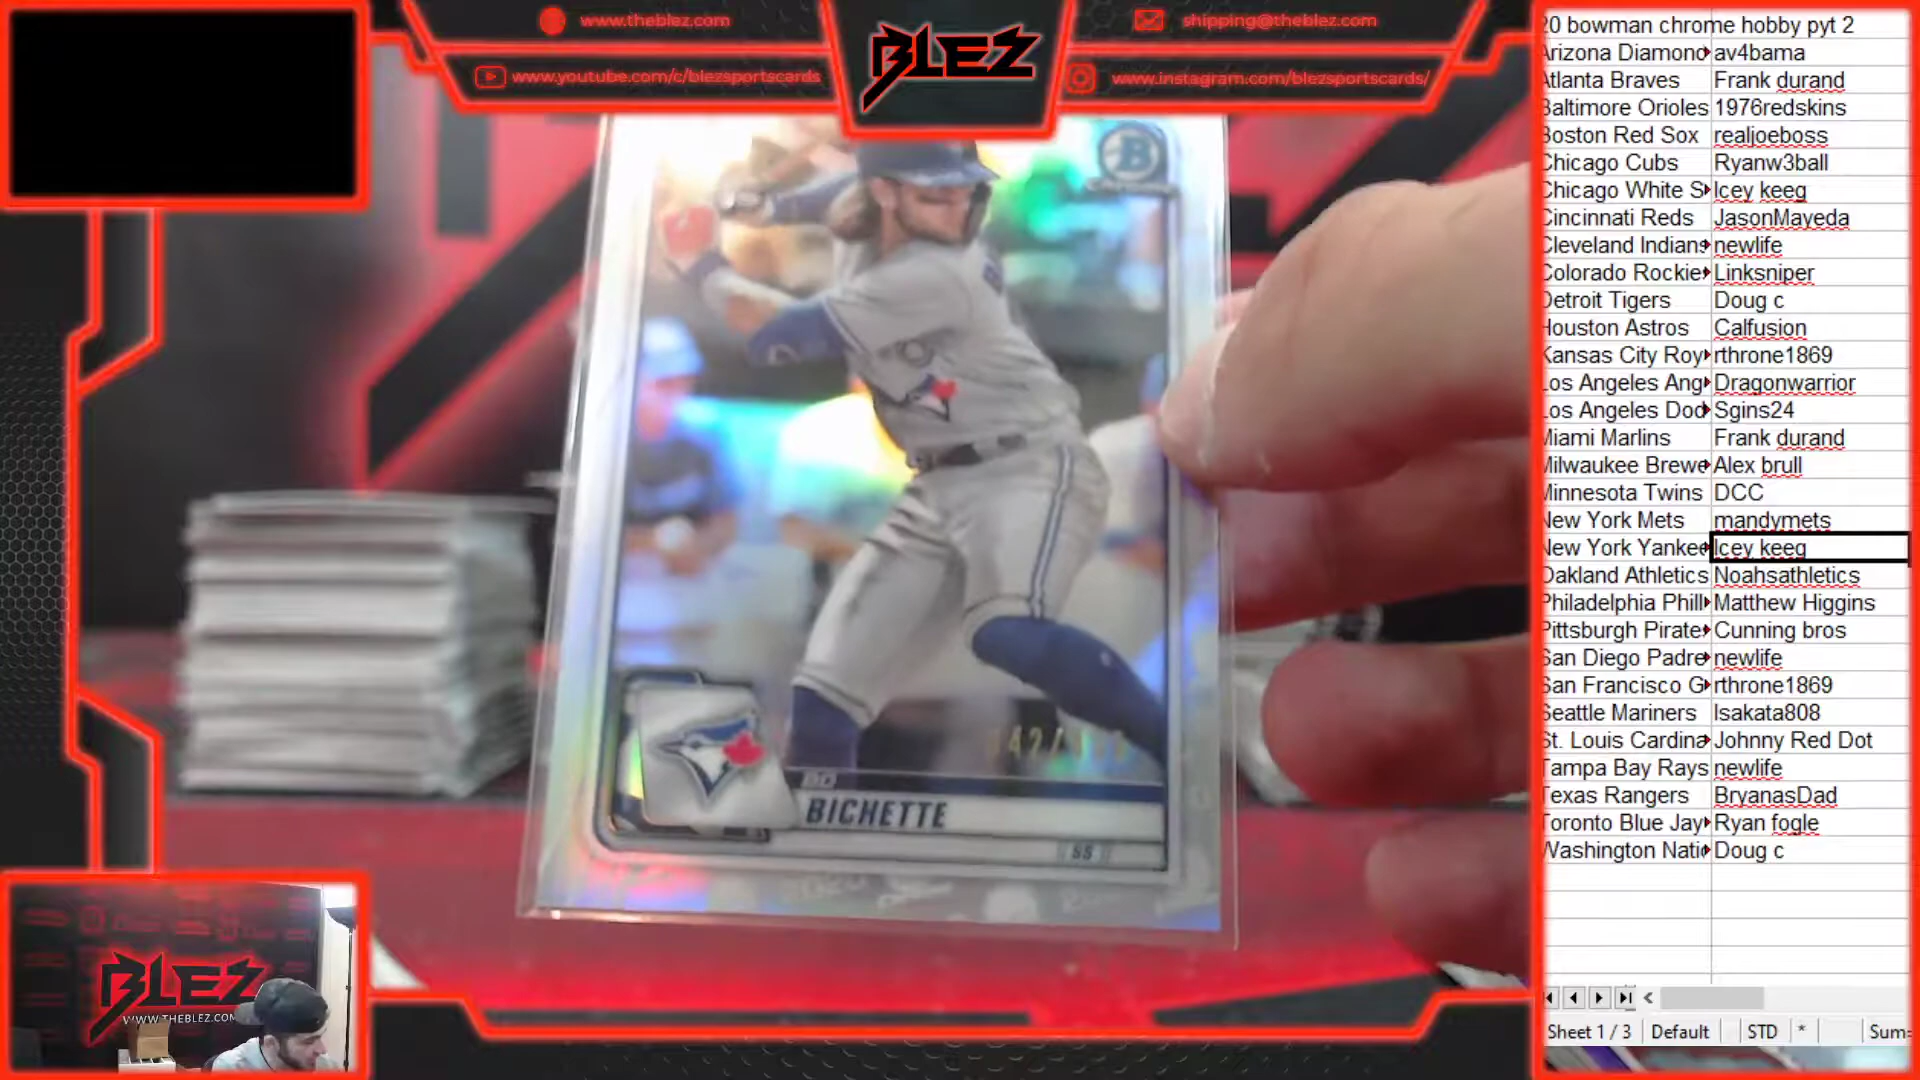 www.theblez.com
BLEZ
shipping@theblez.com
www.youtube.com/c/blezsportscards
www.instagram.com/blezsportscards/
B
BO
BICHETTE
SS
BLEZ
WWW.THEBLEZ.COM
20 bowman chrome hobby pyt 2
Arizona Diamond av4bama
Atlanta Braves Frank durand
Baltimore Orioles 1976redskins
Boston Red Sox realjoeboss
Chicago Cubs Ryanw3ball
Chicago White S Icey keeg
Cincinnati Reds JasonMayeda
Cleveland Indians newlife
Colorado Rockie Linksniper
Detroit Tigers Doug c
Houston Astros Calfusion
Kansas City Roy rthrone1869
Los Angeles Ang Dragonwarrior
Los Angeles Dod Sgins24
Miami Marlins Frank durand
Milwaukee Brewe Alex brull
Minnesota Twins DCC
New York Mets mandymets
New York Yankee Icey keeg
Oakland Athletics Noahsathletics
Philadelphia Phill Matthew Higgins
Pittsburgh Pirate Cunning bros
San Diego Padre newlife
San Francisco G rthrone1869
Seattle Mariners lsakata808
St. Louis Cardina Johnny Red Dot
Tampa Bay Rays newlife
Texas Rangers BryanasDad
Toronto Blue Jay Ryan fogle
Washington Nati Doug c
Sheet 1 / 3 Default STD * Sum=